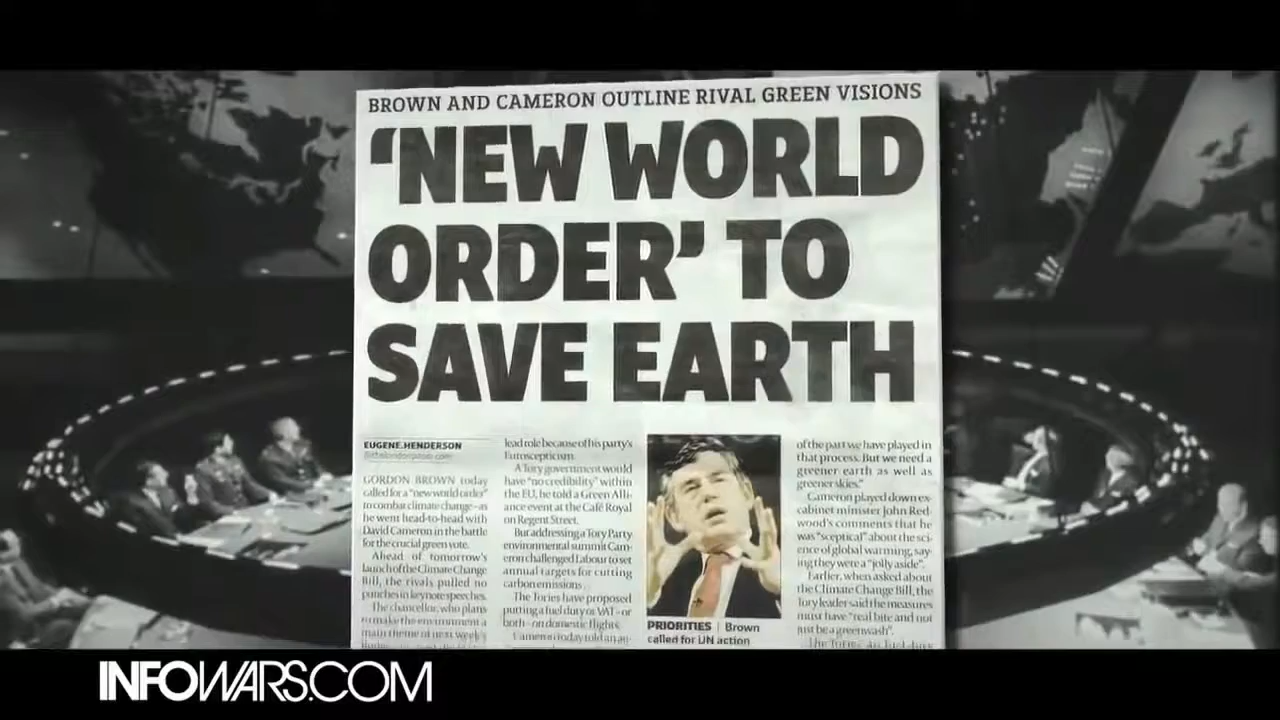 BROWN AND CAMERON OUTLINE RIVAL GREEN VISIONS
'NEW WORLD
ORDER' TO
SAVE EARTH
EUGENE.HENDERSON
GORDON BROWN today
called for a "new world order"
to combat climate change – as
he went head-to-head with
David Cameron in the battle
for the crucial green vote.
Ahead of tomorrow's
launch of the Climate Change
Bill, the rivals pulled no
punches in keynote speeches.
The chancellor, who plans
to make the environment a
main theme of next week's
lead role because of his party's
Euroscepticism.
A Tory government would
have "no credibility" within
the EU, he told a Green Alli-
ance event at the Café Royal
on Regent Street.
But addressing a Tory Party
environmental summit Cam-
eron challenged Labour to set
annual targets for cutting
carbon emissions.
The Tories have proposed
putting a fuel duty or VAT – or
both – on domestic flights.
Cameron today told an
PRIORITIES | Brown
called for UN action
of the part we have played in
that process. But we need a
greener earth as well as
greener skies."
Cameron played down ex-
cabinet minister John Red-
wood's comments that he
was "sceptical" about the sci-
ence of global warming, say-
ing they were a "jolly aside".
Earlier, when asked about
the Climate Change Bill, the
Tory leader said the measures
must have "real bite and not
just be a greenwash".
INFOWARS.COM